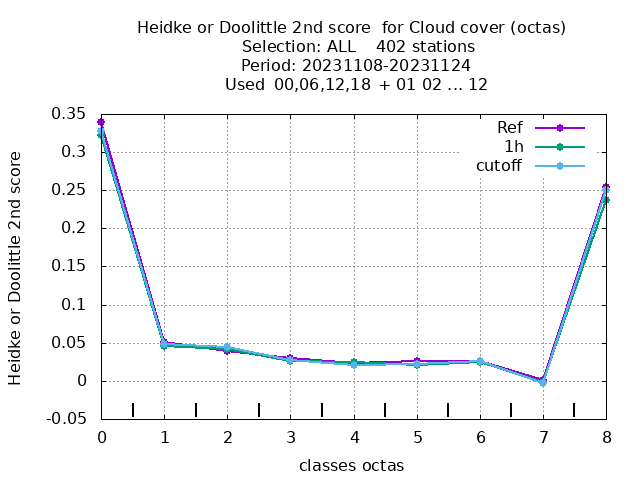 Heidke or Doolittle 2nd score  for Cloud cover (octas)
Selection: ALL    402 stations
Period: 20231108-20231124
Used  00,06,12,18 + 01 02 ... 12
Heidke or Doolittle 2nd score
0.35
0.3
0.25
0.2
0.15
0.1
0.05
0
-0.05
Ref
1h
cutoff
0 1 2 3 4 5 6 7 8
classes octas